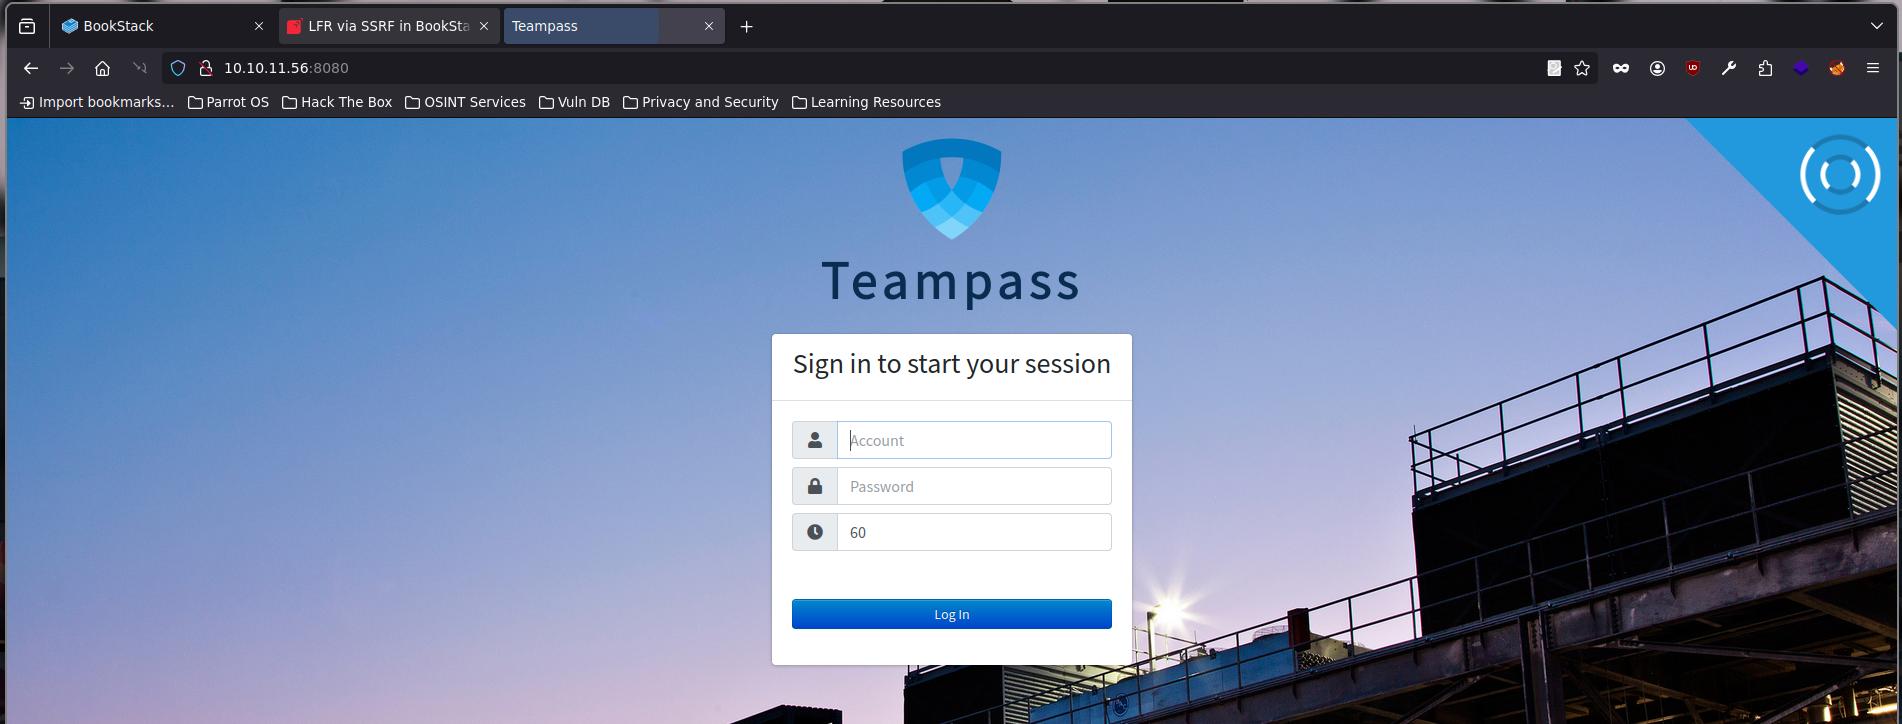 BookStack
LFR via SSRF in BookSta
Teampass
10.10.11.56:8080
Import bookmarks...
Parrot OS
Hack The Box
OSINT Services
Vuln DB
Privacy and Security
Learning Resources
Teampass
Sign in to start your session
Account
Password
60
Log In